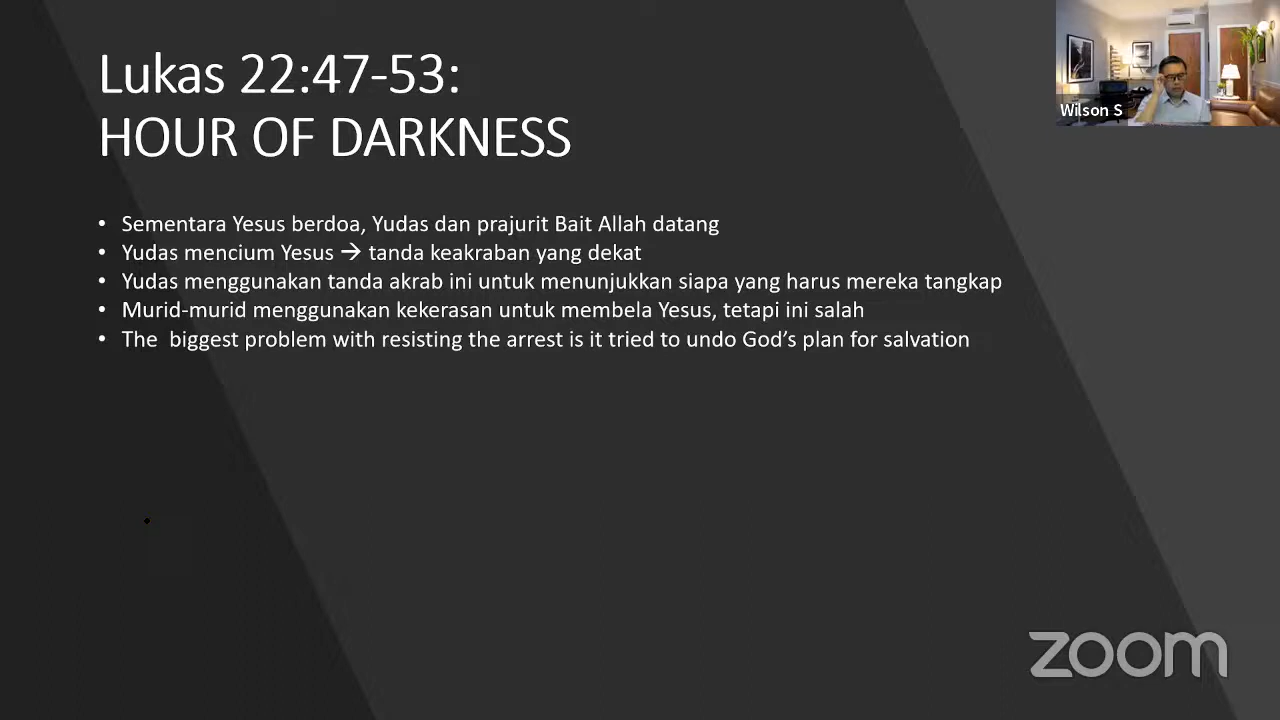 Lukas 22:47-53:
HOUR OF DARKNESS
Wilson S
• Sementara Yesus berdoa, Yudas dan prajurit Bait Allah datang
• Yudas mencium Yesus → tanda keakraban yang dekat
• Yudas menggunakan tanda akrab ini untuk menunjukkan siapa yang harus mereka tangkap
• Murid-murid menggunakan kekerasan untuk membela Yesus, tetapi ini salah
• The  biggest problem with resisting the arrest is it tried to undo God’s plan for salvation
zoom